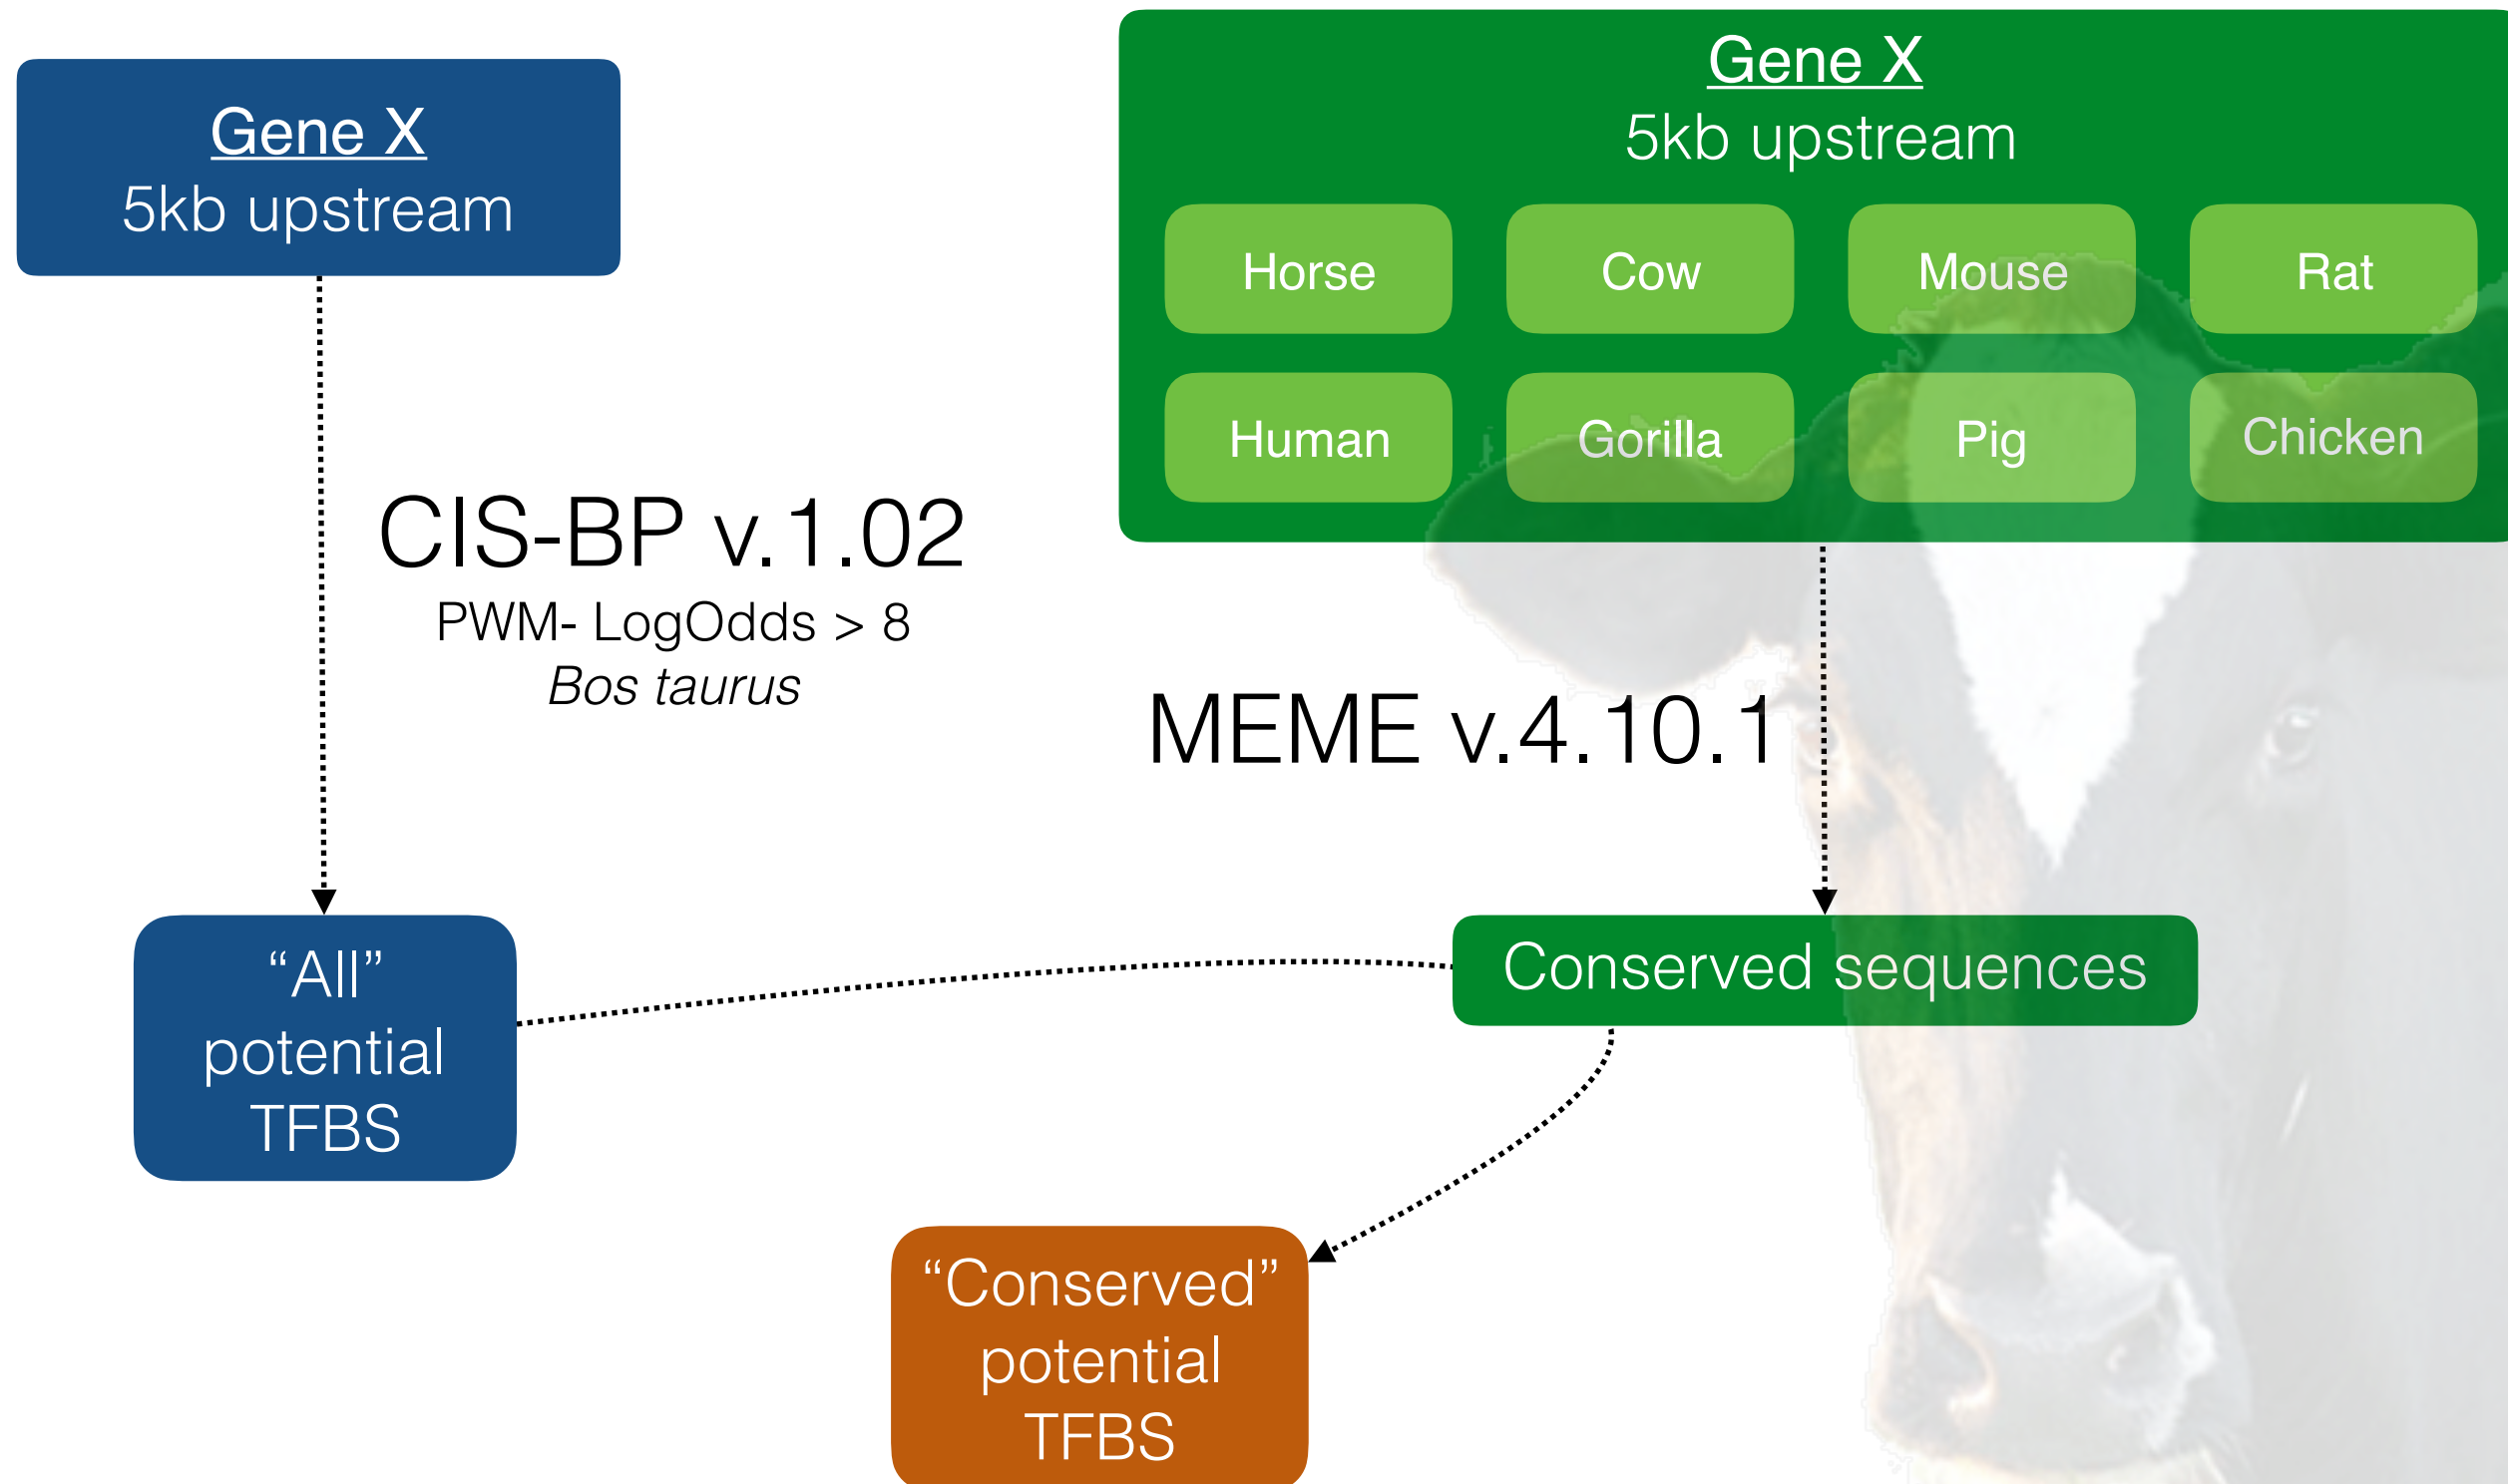 Gene X
5kb upstream
CIS-BP v.1.02
PWM- LogOdds > 8
Bos taurus
“All”
potential
TFBS
Gene X
5kb upstream
Horse
Cow
Mouse
Rat
Human
Gorilla
Pig
Chicken
MEME v.4.10.1
Conserved sequences
“Conserved”
potential
TFBS